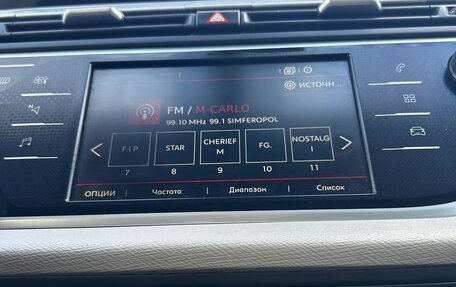 ИСТОЧН...
FM / M-CARLO
99.10 MHz 99.1 SIMFEROPOL
F I P STAR CHERIEF M FG. NOSTALG I
7 8 9 10 11
ОПЦИИ Частота Диапазон Список